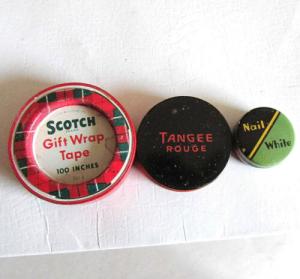 SCOTCH
Gift Wrap
Tape
100 INCHES
TANGEE
ROUGE
Nail
White